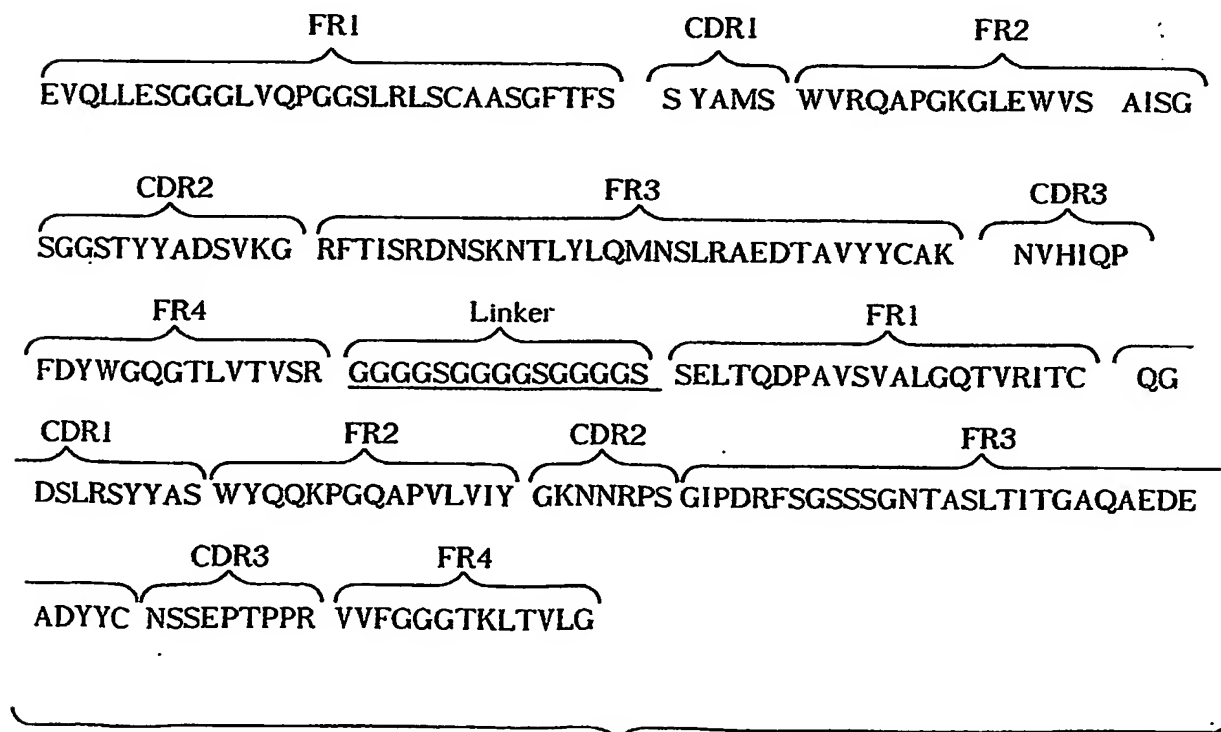 FR1 CDR1 FR2
EVQLLESGGGLVQPGGSLRLSCAASGFTFS S YAMS WVRQAPGKGLEWVS AISG
CDR2 FR3 CDR3
SGGSTYYADSVKG RFTISRDNSKNTLYLQMNSLRAEDTAVYYCAK NVHIQP
FR4 Linker FR1
FDYWGQGTLVTVSR GGGGSGGGGSGGGGS SELTQDPAVSVALGQTVRITC QG
CDR1 FR2 CDR2 FR3
DSLRSYYAS WYQQKPGQAPVLVIY GKNNRPS GIPDRFSGSSSGNTASLTITGAQAEDE
CDR3 FR4
ADYYC NSSEPTPPR VVFGGGTKLTVLG